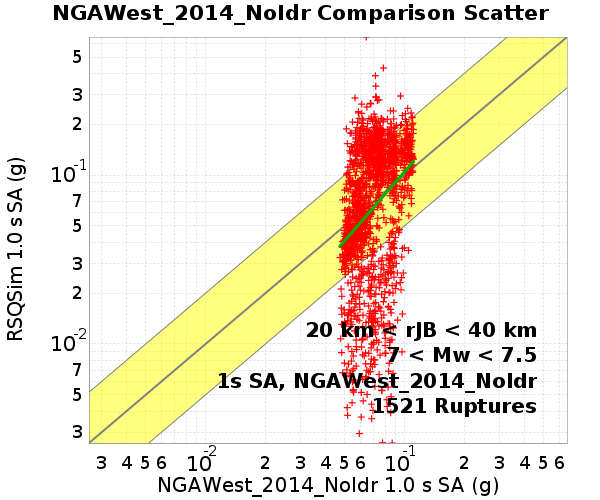 NGAWest_2014_NoIdr Comparison Scatter
RSQSim 1.0 s SA (g)
5
3
2
10-1
7
5
3
2
10-2
7
5
3
20 km < rJB < 40 km
7 < Mw < 7.5
1s SA, NGAWest_2014_NoIdr
1521 Ruptures
3 4 5 6 10-2 2 3 4 5 6 10-1 2 3 4 5 6
NGAWest_2014_NoIdr 1.0 s SA (g)